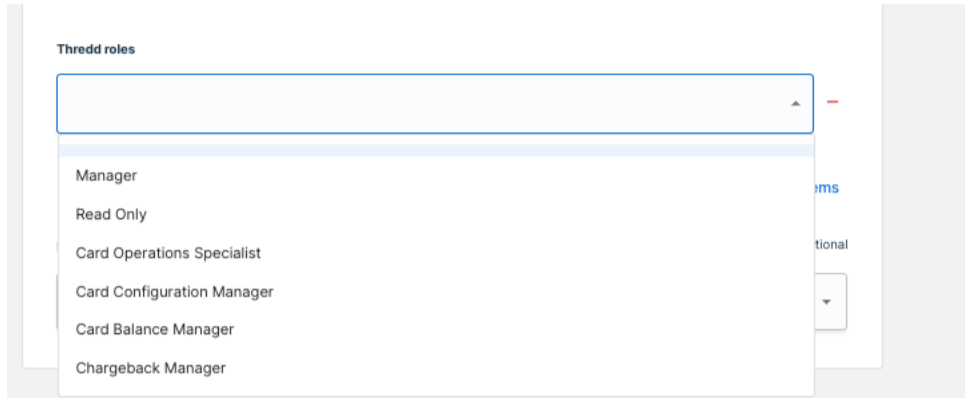 Thredd roles
Manager
Read Only
Card Operations Specialist
Card Configuration Manager
Card Balance Manager
Chargeback Manager